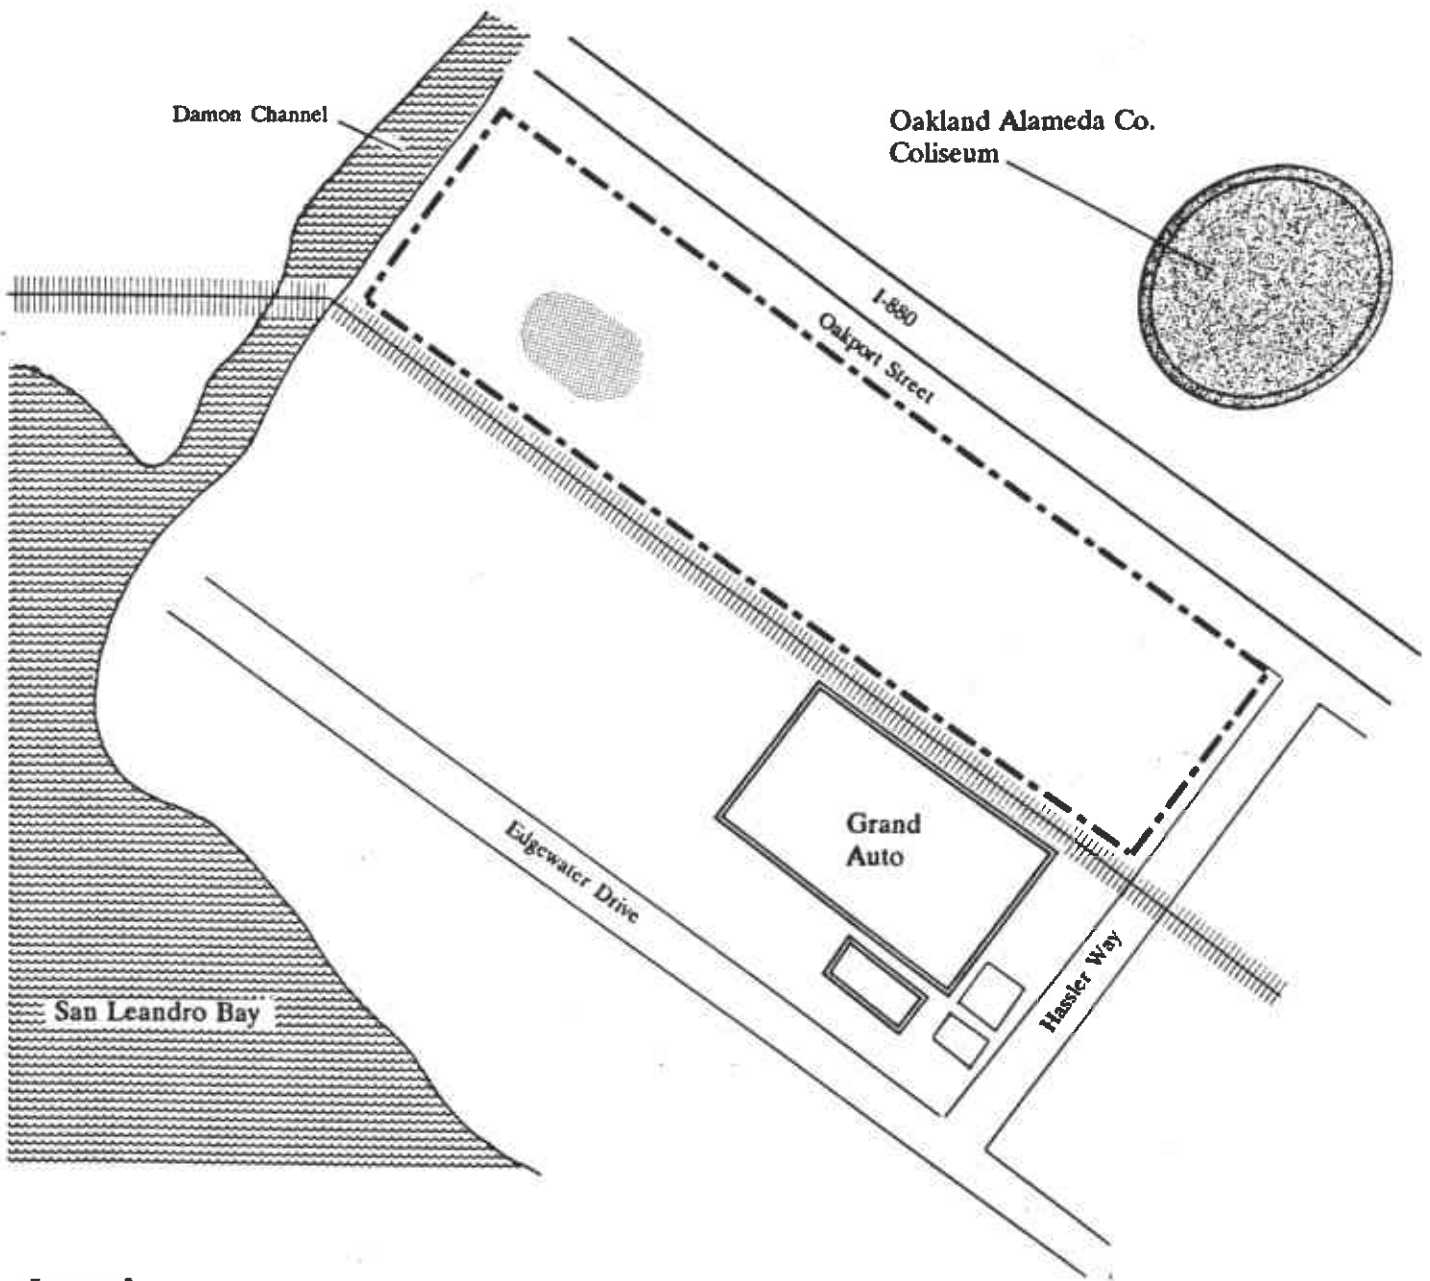 Damon Channel
Oakland Alameda Co.
Coliseum
I-880
Oakport Street
Grand
Auto
Edgewater Drive
Hassler Way
San Leandro Bay